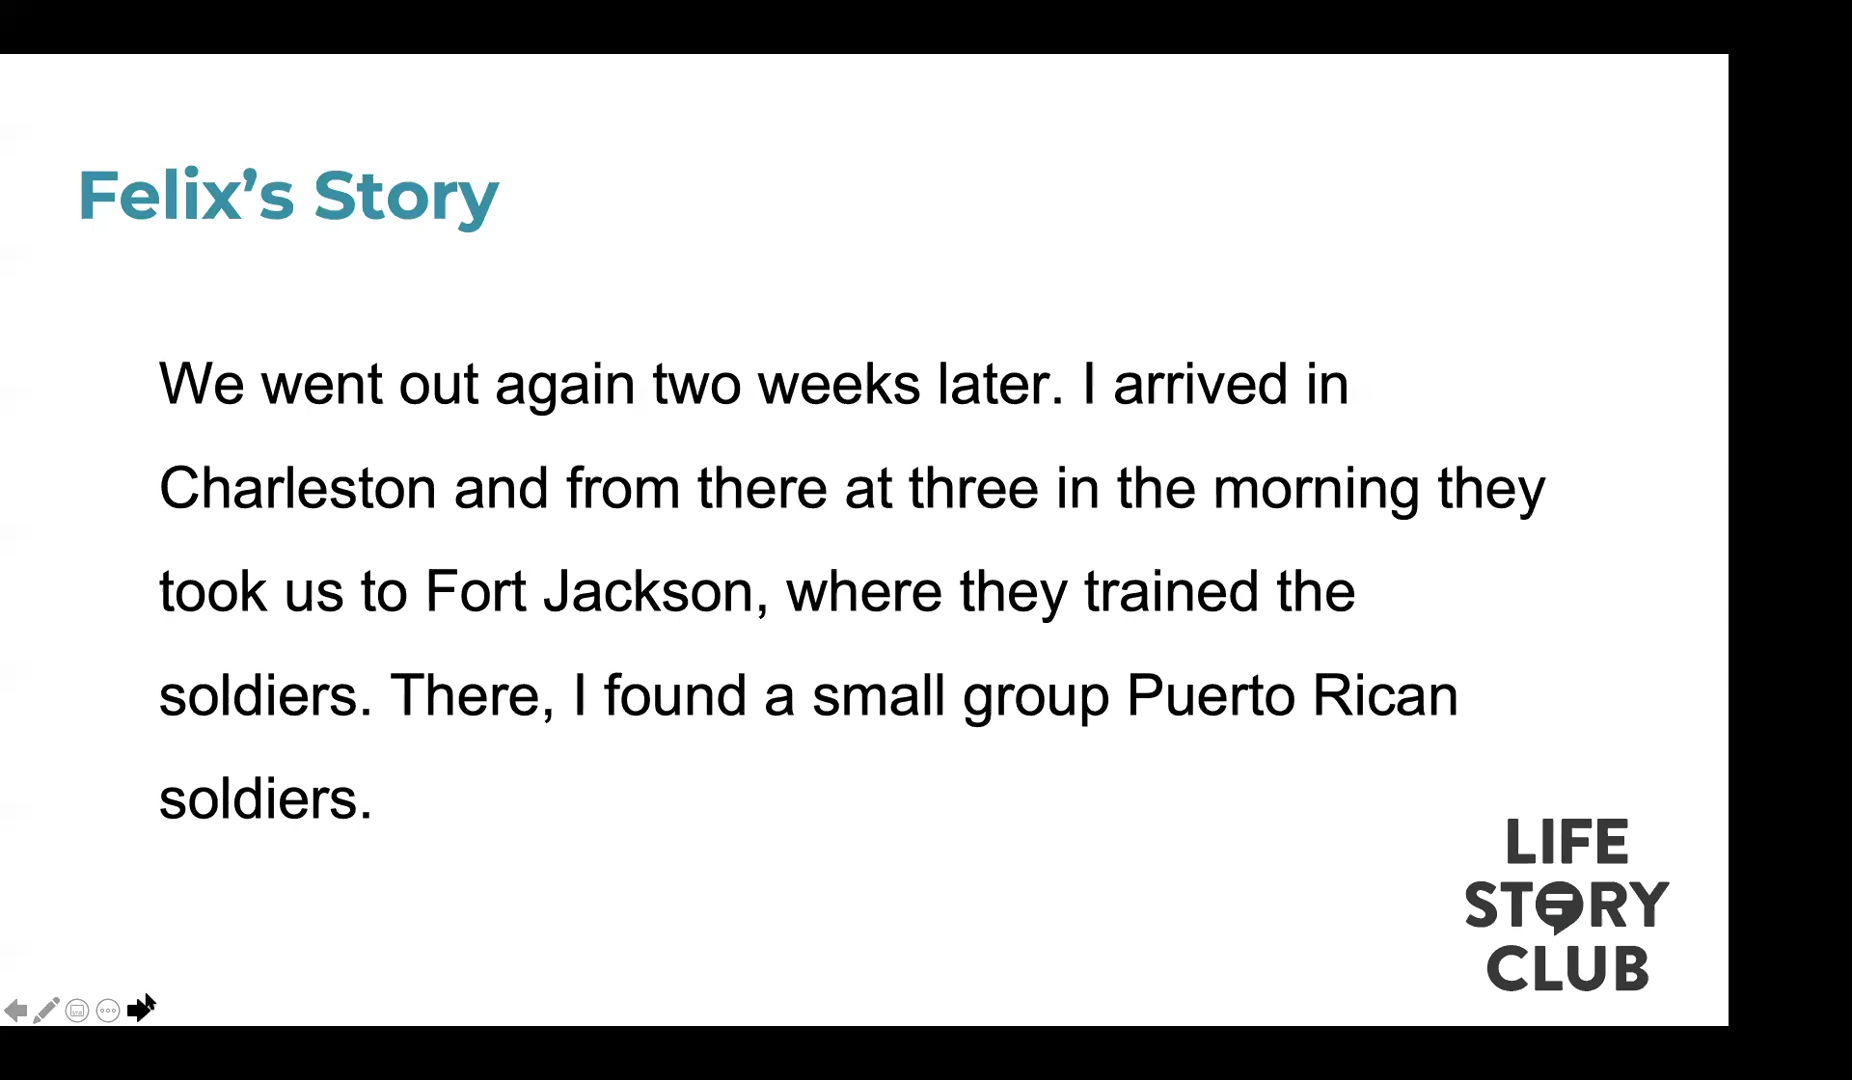 Felix’s Story
We went out again two weeks later. I arrived in
Charleston and from there at three in the morning they
took us to Fort Jackson, where they trained the
soldiers. There, I found a small group Puerto Rican
soldiers.
LIFE
STORY
CLUB